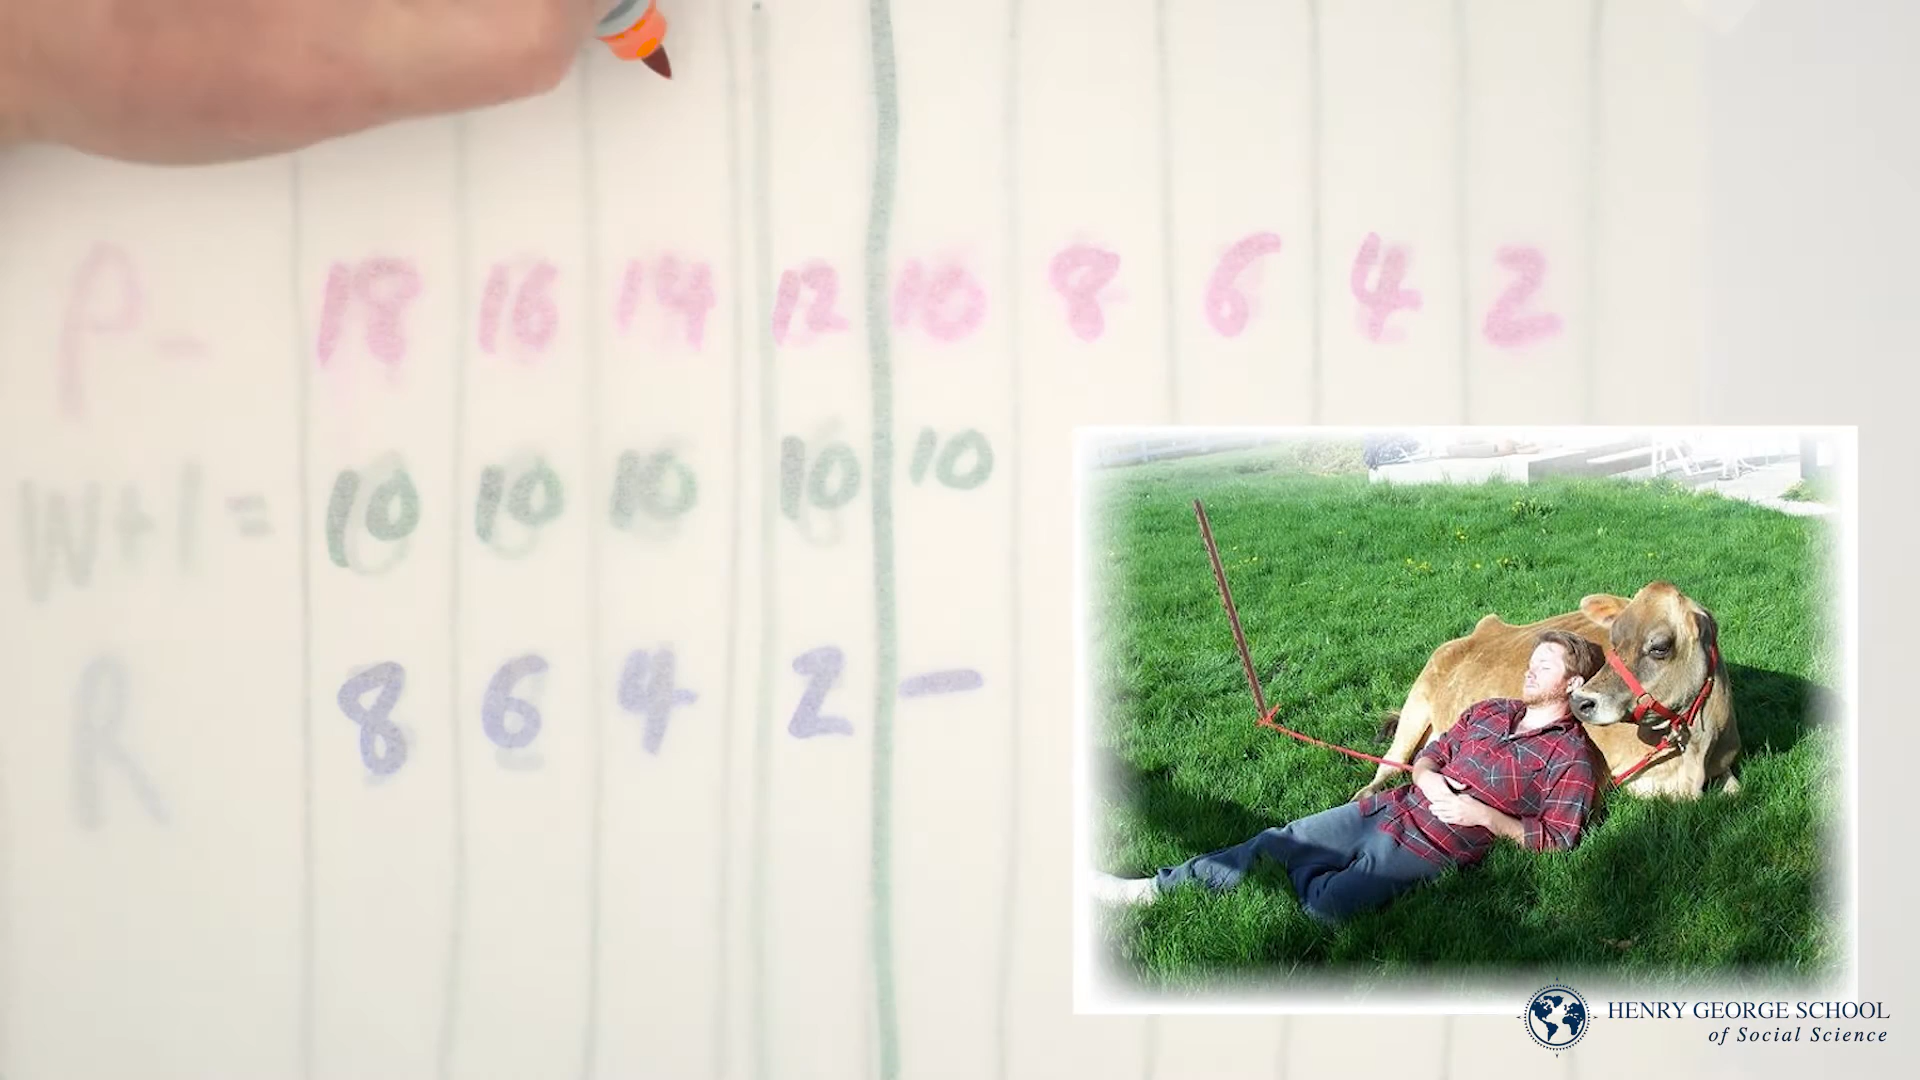 P - 18 16 14 12 10 8 6 4 2
W+1 = 10 10 10 10 10
R 8 6 4 2 -
HENRY GEORGE SCHOOL
of Social Science